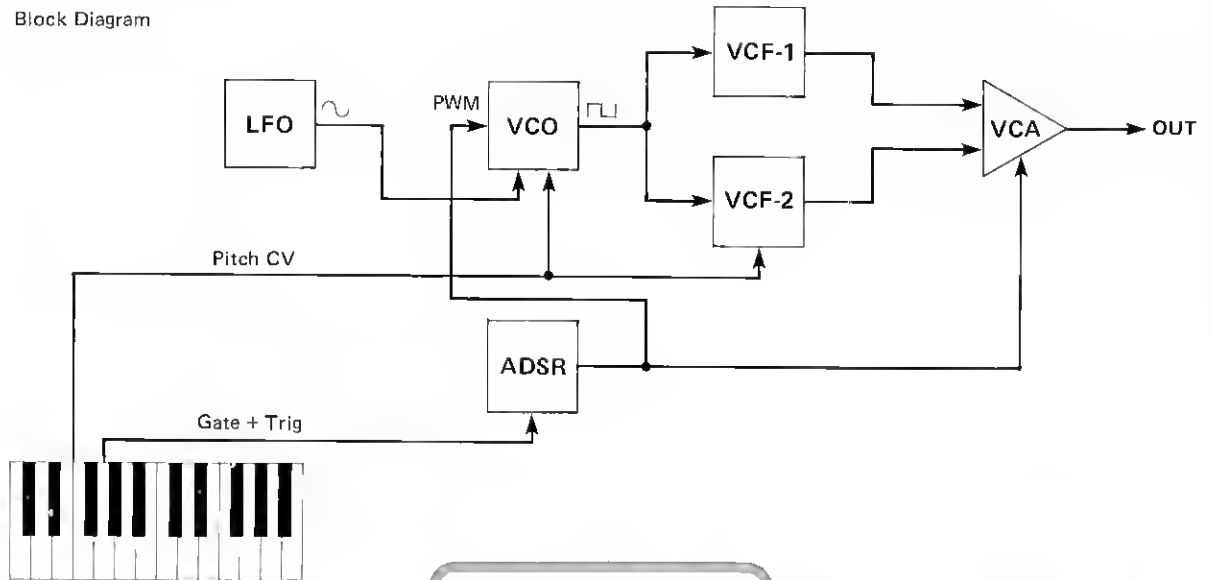 Block Diagram
VCF-1
LFO
PWM
VCO
VCA
OUT
VCF-2
Pitch CV
ADSR
Gate + Trig